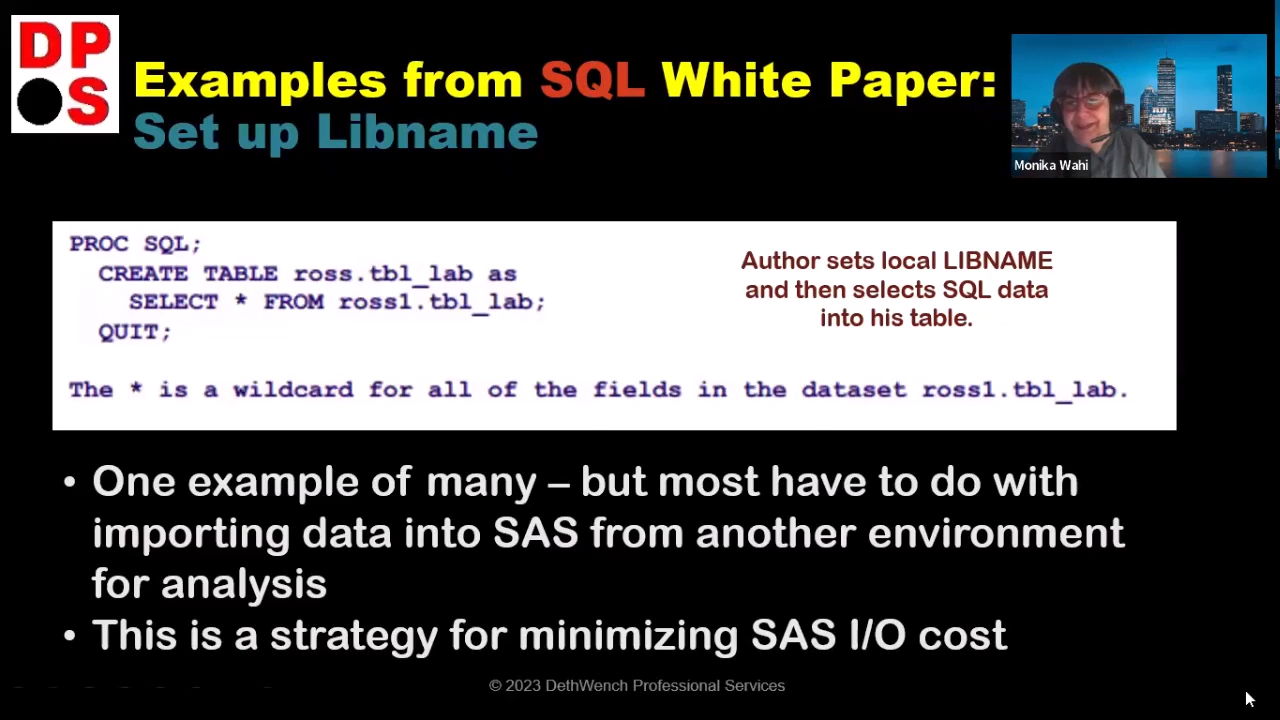 DP
S
Examples from SQL White Paper:
Set up Libname
Monika Wahi
PROC SQL;
CREATE TABLE ross.tbl_lab as
SELECT * FROM ross1.tbl_lab;
QUIT;
The * is a wildcard for all of the fields in the dataset ross1.tbl_lab.
Author sets local LIBNAME
and then selects SQL data
into his table.
• One example of many – but most have to do with
importing data into SAS from another environment
for analysis
• This is a strategy for minimizing SAS I/O cost
© 2023 DethWench Professional Services